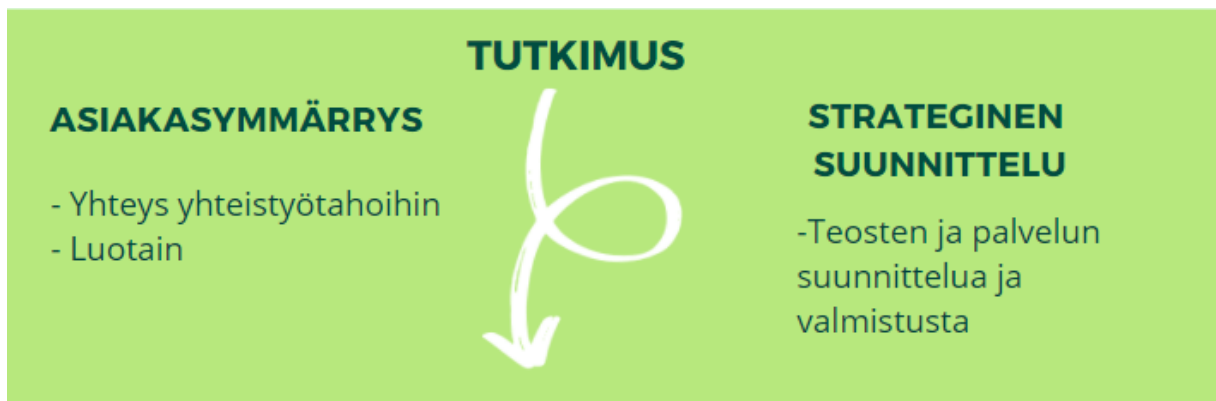 TUTKIMUS
ASIAKASYMMÄRRYS
- Yhteys yhteistyötahoihin
- Luotain
STRATEGINEN
SUUNNITTELU
-Teosten ja palvelun
suunnittelua ja
valmistusta